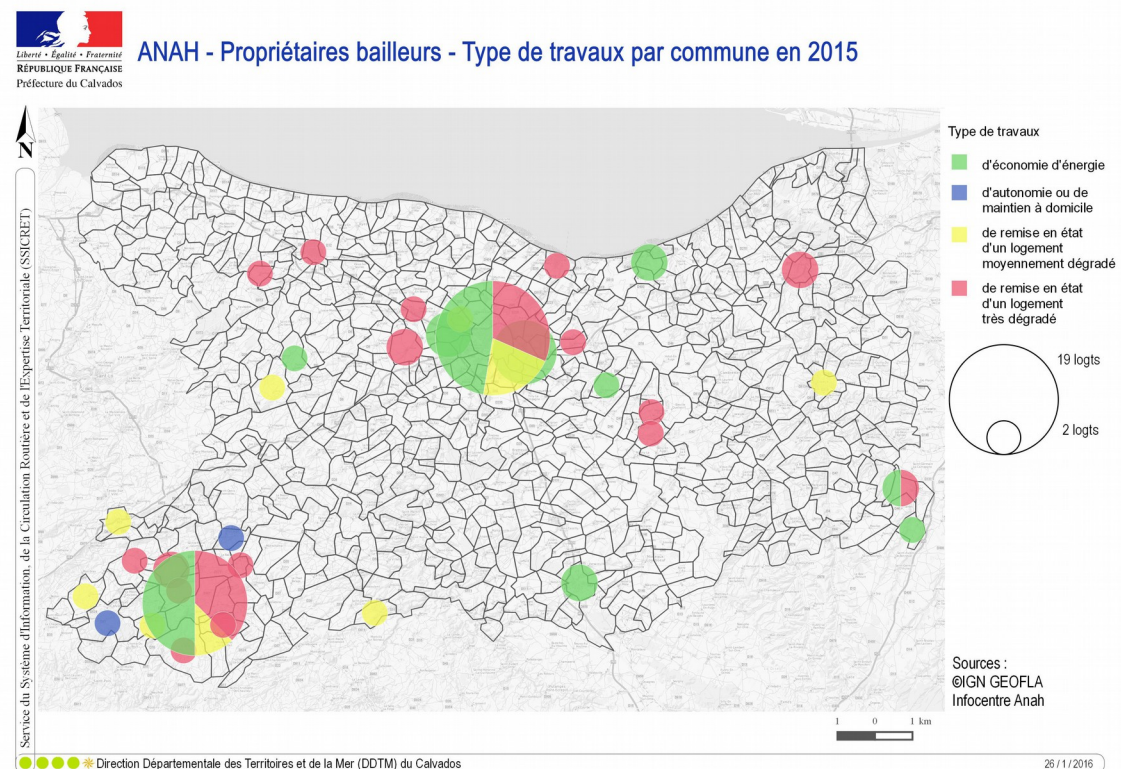 Liberté • Égalité • Fraternité
RÉPUBLIQUE FRANÇAISE
Préfecture du Calvados
ANAH - Propriétaires bailleurs - Type de travaux par commune en 2015
N
Service du Système d'Information, de la Circulation Routière et de l'Expertise Territoriale (SSICRET)
Type de travaux
d'économie d'énergie
d'autonomie ou de
maintien à domicile
de remise en état
d'un logement
moyennement dégradé
de remise en état
d'un logement
très dégradé
19 logts
2 logts
Sources :
©IGN GEOFLA
Infocentre Anah
1 0 1 km
Direction Départementale des Territoires et de la Mer (DDTM) du Calvados
26 / 1 / 2016